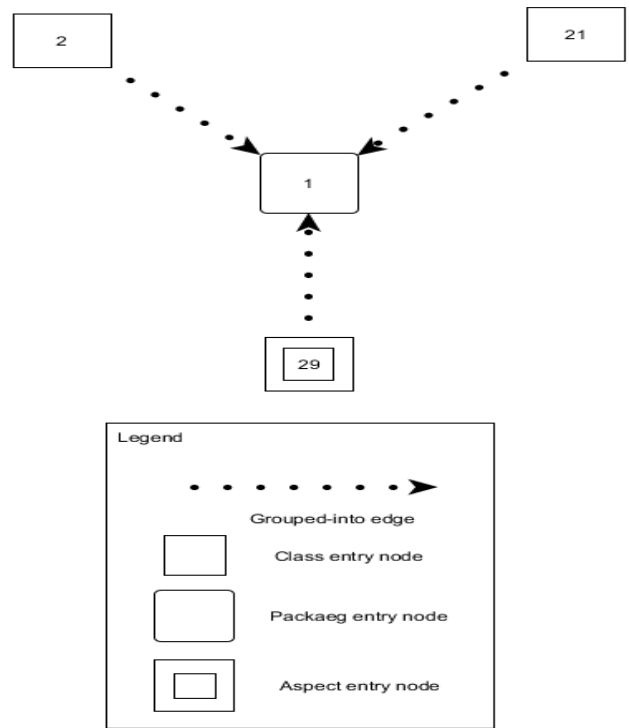 2
21
1
29
Legend
Grouped-into edge
Class entry node
Packaeg entry node
Aspect entry node